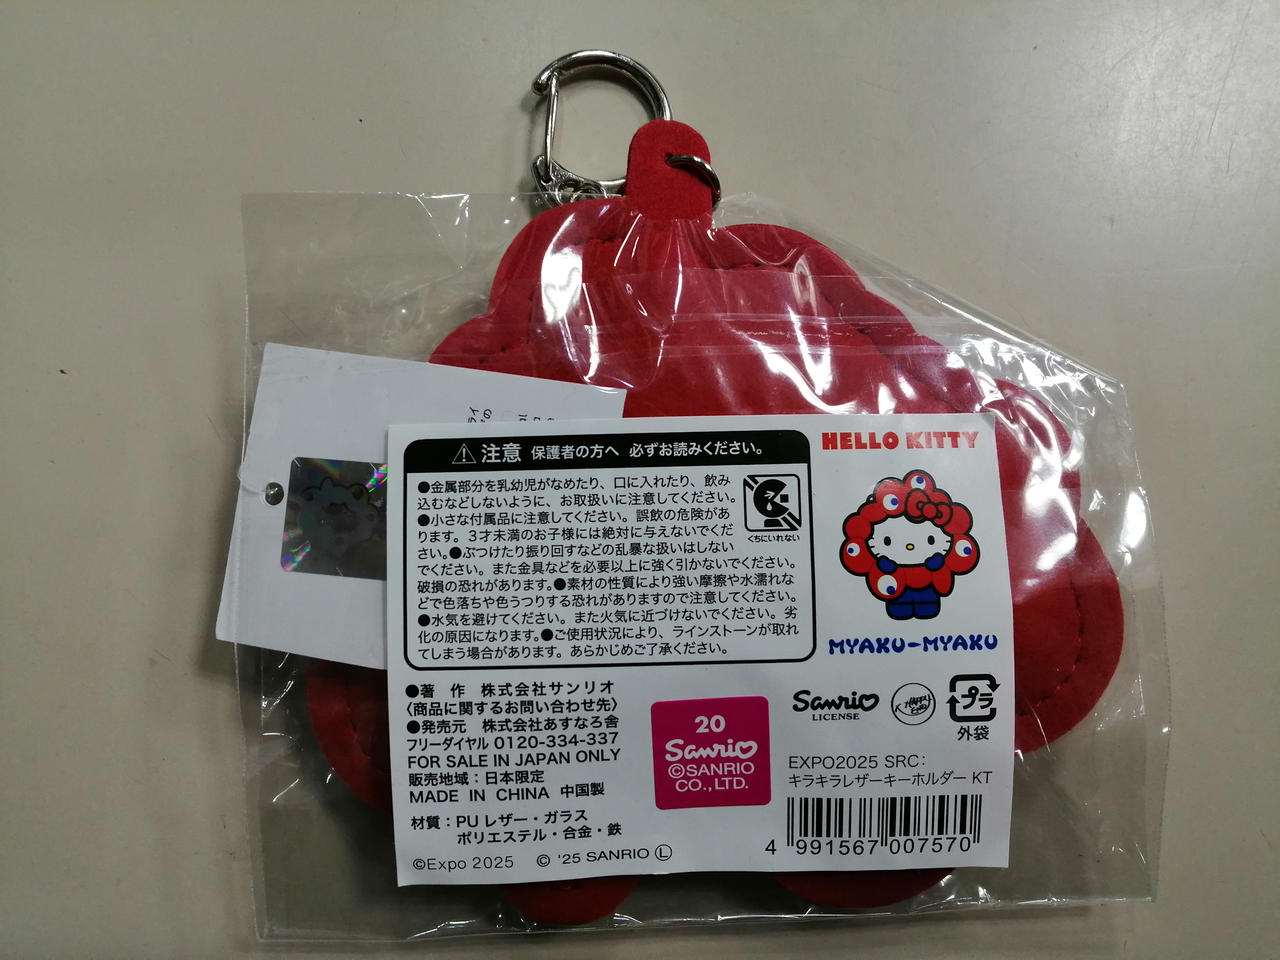 ⚠注意 保護者の方へ 必ずお読みください。
●金属部分を乳幼児がなめたり、口に入れたり、飲み
込むなどしないように、お取扱いに注意してください。
●小さな付属品に注意してください。誤飲の危険があ
ります。3才未満のお子様には絶対に与えないでくだ
さい。●ぶつけたり振り回すなどの乱暴な扱いはしない
でください。また金具などを必要以上に強く引かないでください。
破損の恐れがあります。●素材の性質により強い摩擦や水濡れな
どで色落ちや色うつりする恐れがありますので注意してください。
●水気を避けてください。また火気に近づけないでください。劣
化の原因になります。●ご使用状況により、ラインストーンが取れ
てしまう場合があります。あらかじめご了承ください。
くちにいれない
HELLO KITTY
MYAKU-MYAKU
●著 作 株式会社サンリオ
〈商品に関するお問い合わせ先〉
●発売元 株式会社あすなろ舎
フリーダイヤル 0120-334-337
FOR SALE IN JAPAN ONLY
販売地域：日本限定
MADE IN CHINA 中国製
材質：PUレザー・ガラス
ポリエステル・合金・鉄
©Expo 2025 © '25 SANRIO Ⓛ
20
Sanrio
©SANRIO
CO.,LTD.
Sanrio
LICENSE
プラ
外袋
EXPO2025 SRC：
キラキラレザーキーホルダー KT
4 991567 007570